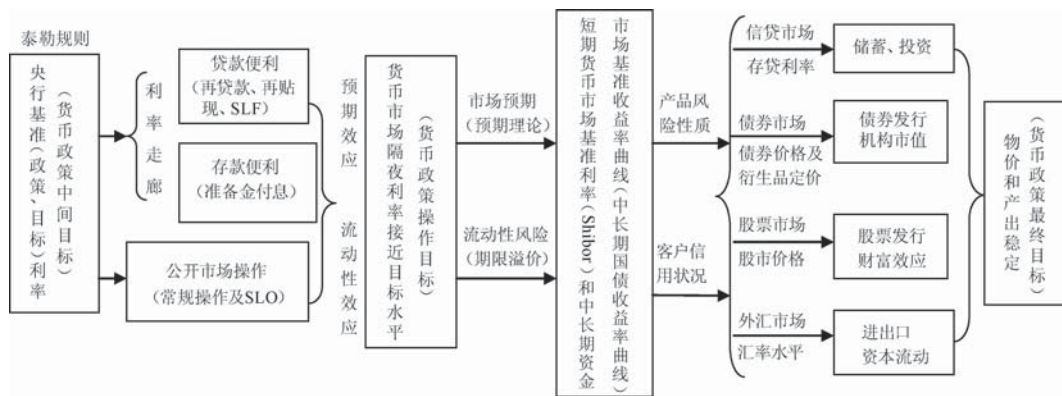 泰勒规则
央行基准(政策、目标)利率
(货币政策中间目标)
利率走廊
贷款便利
(再贷款、再贴
现、SLF)
存款便利
(准备金付息)
公开市场操作
(常规操作及SLO)
预期效应
流动性效应
货币市场隔夜利率接近目标水平
(货币政策操作目标)
市场预期
(预期理论)
流动性风险
(期限溢价)
短期货币市场基准利率(Shibor)和中长期资金
市场基准收益率曲线(中长期国债收益率曲线)
产品风
险性质
客户信
用状况
信贷市场
存贷利率
储蓄、投资
债券市场
债券价格及
衍生品定价
债券发行
机构市值
股票市场
股市价格
股票发行
财富效应
外汇市场
汇率水平
进出口
资本流动
物价和产出稳定
(货币政策最终目标)